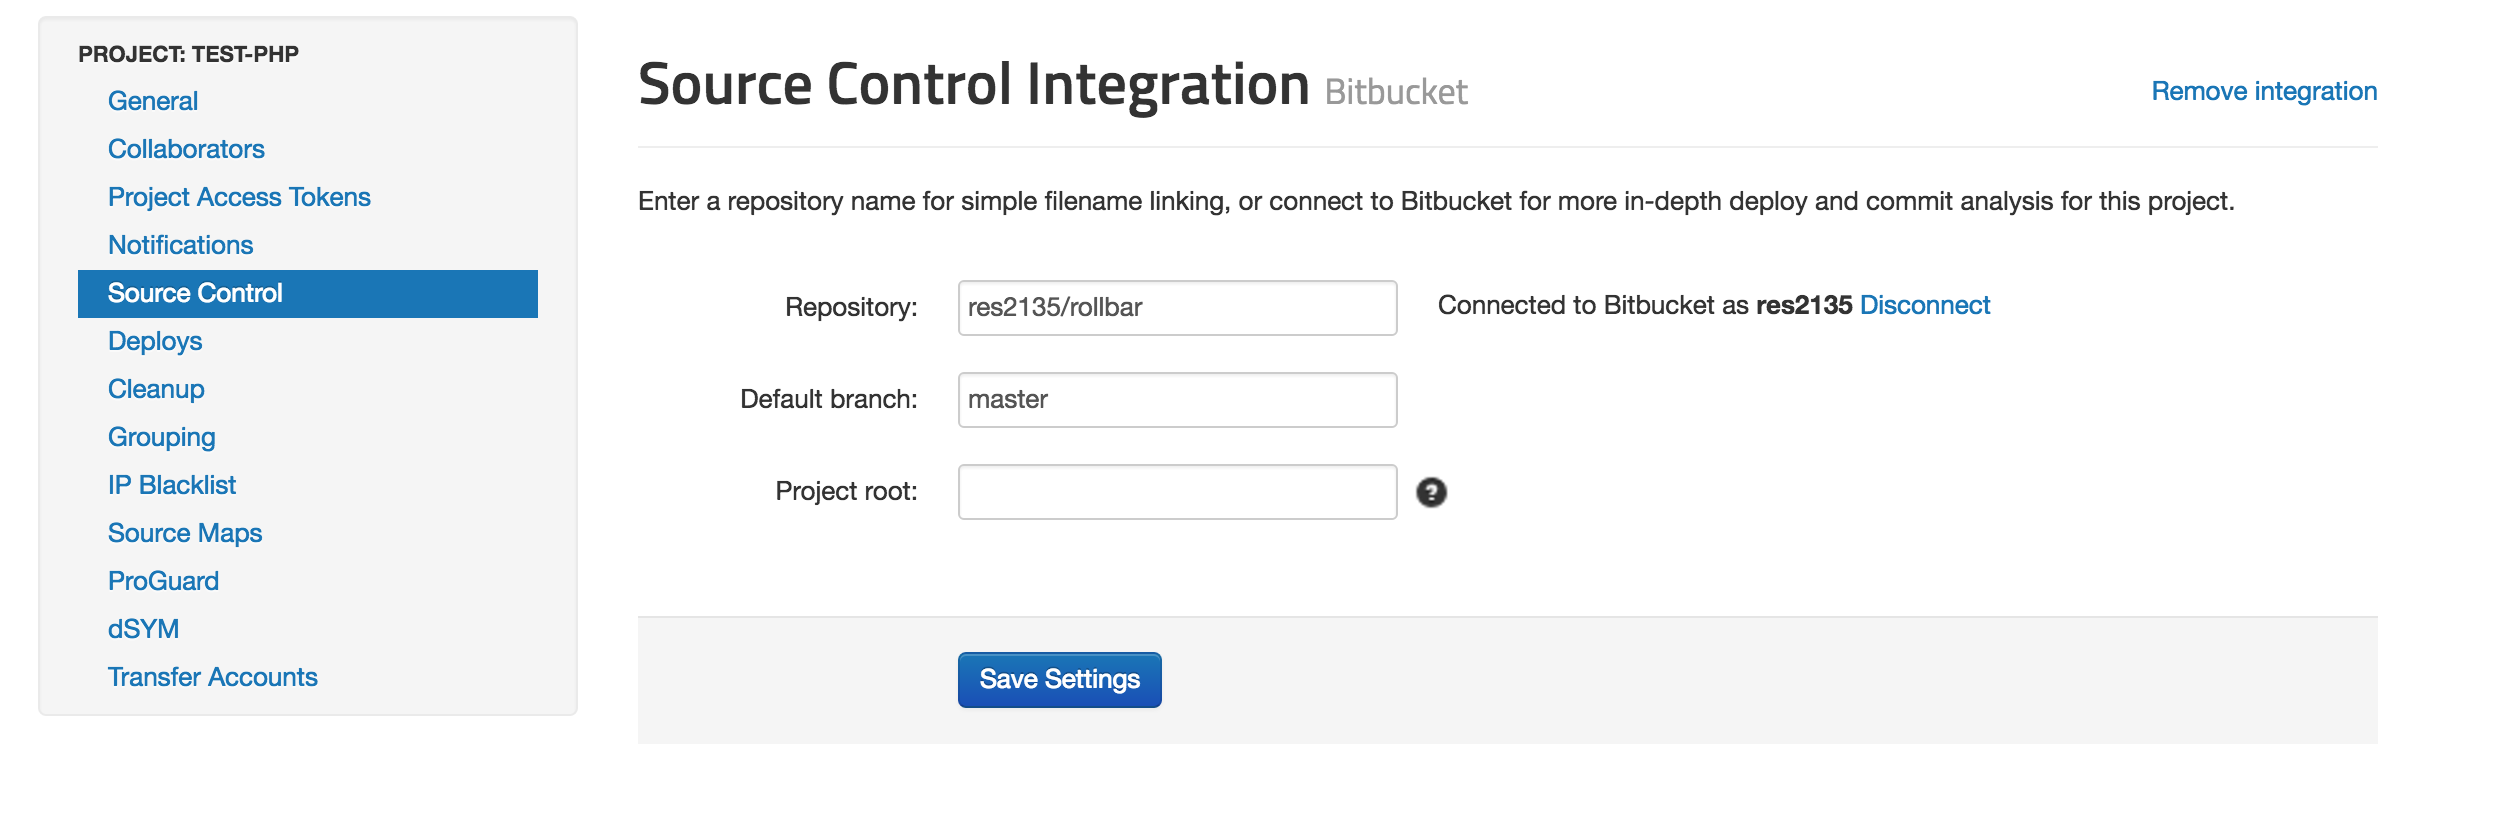 PROJECT: TEST-PHP
General
Collaborators
Project Access Tokens
Notifications
Source Control
Deploys
Cleanup
Grouping
IP Blacklist
Source Maps
ProGuard
dSYM
Transfer Accounts
Source Control Integration Bitbucket
Remove integration
Enter a repository name for simple filename linking, or connect to Bitbucket for more in-depth deploy and commit analysis for this project.
Repository: res2135/rollbar Connected to Bitbucket as res2135 Disconnect
Default branch: master
Project root: ?
Save Settings